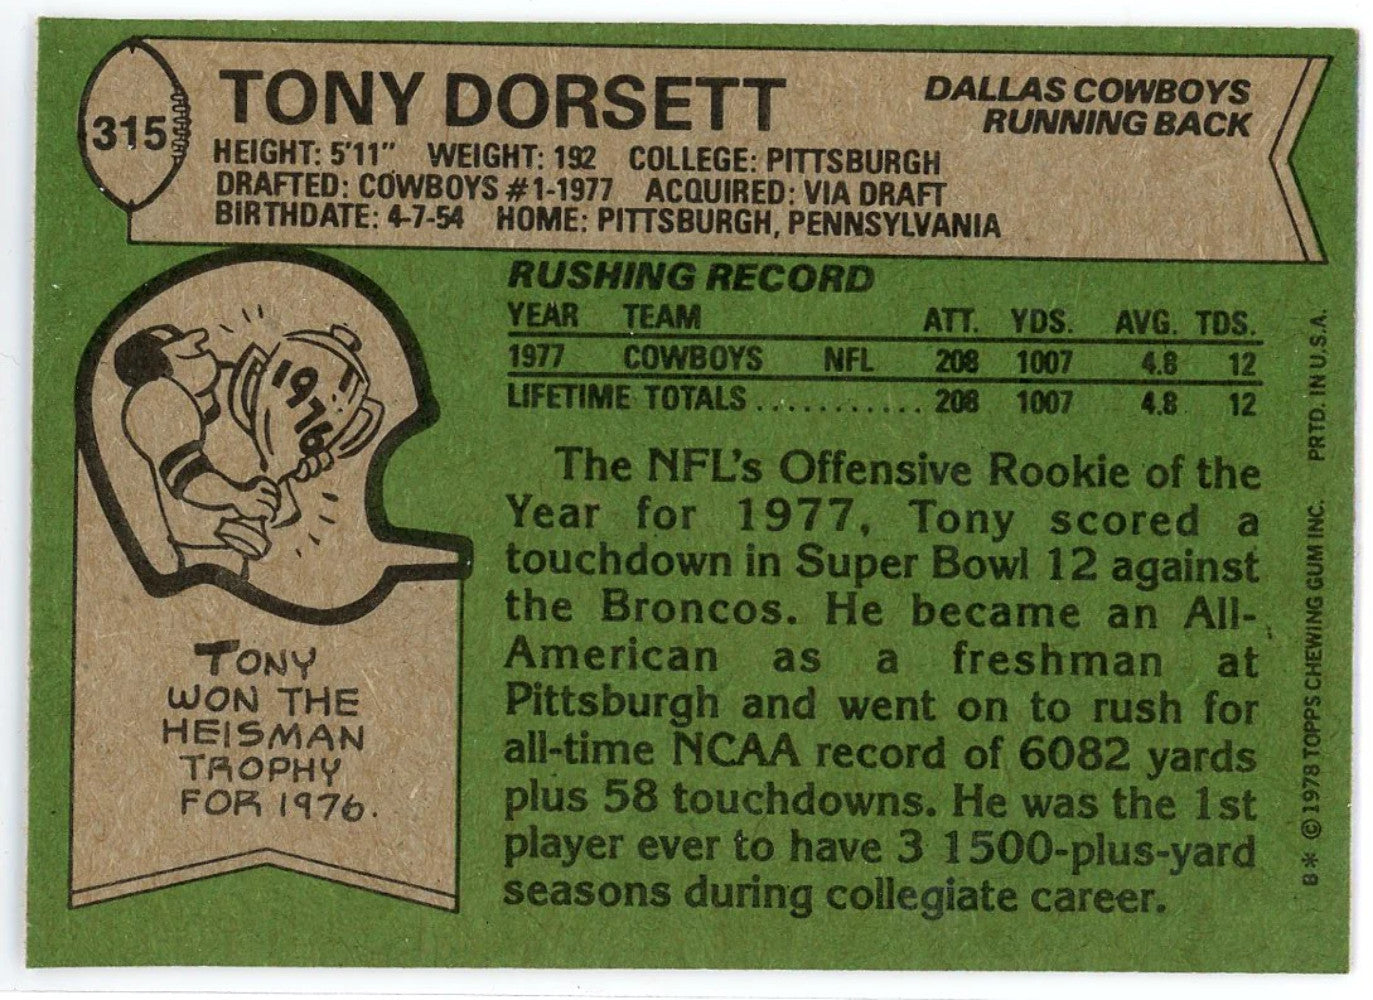 315
TONY DORSETT
DALLAS COWBOYS
RUNNING BACK
HEIGHT: 5'11" WEIGHT: 192 COLLEGE: PITTSBURGH
DRAFTED: COWBOYS #1-1977 ACQUIRED: VIA DRAFT
BIRTHDATE: 4-7-54 HOME: PITTSBURGH, PENNSYLVANIA
1976
TONY
WON THE
HEISMAN
TROPHY
FOR 1976.
RUSHING RECORD
YEAR TEAM ATT. YDS. AVG. TDS.
1977 COWBOYS NFL 208 1007 4.8 12
LIFETIME TOTALS ............ 208 1007 4.8 12
The NFL's Offensive Rookie of the
Year for 1977, Tony scored a
touchdown in Super Bowl 12 against
the Broncos. He became an All-
American as a freshman at
Pittsburgh and went on to rush for
all-time NCAA record of 6082 yards
plus 58 touchdowns. He was the 1st
player ever to have 3 1500-plus-yard
seasons during collegiate career.
B* © 1978 TOPPS CHEWING GUM INC. PRTD. IN U.S.A.